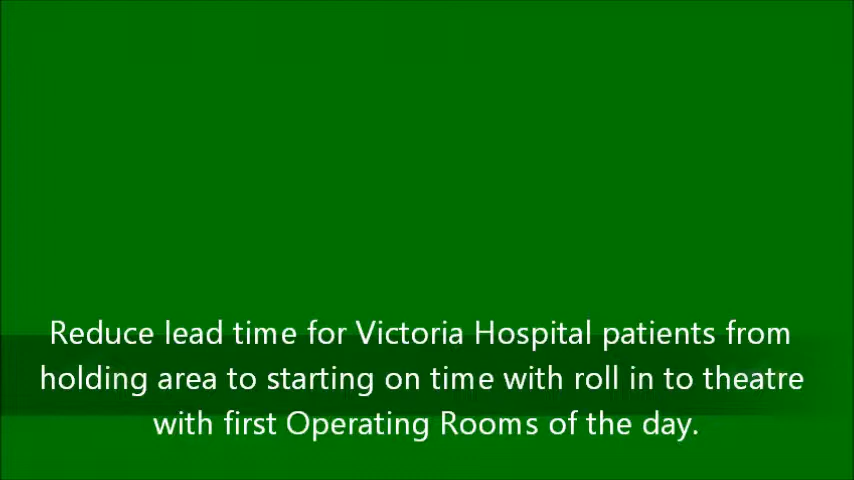 Reduce lead time for Victoria Hospital patients from
holding area to starting on time with roll in to theatre
with first Operating Rooms of the day.